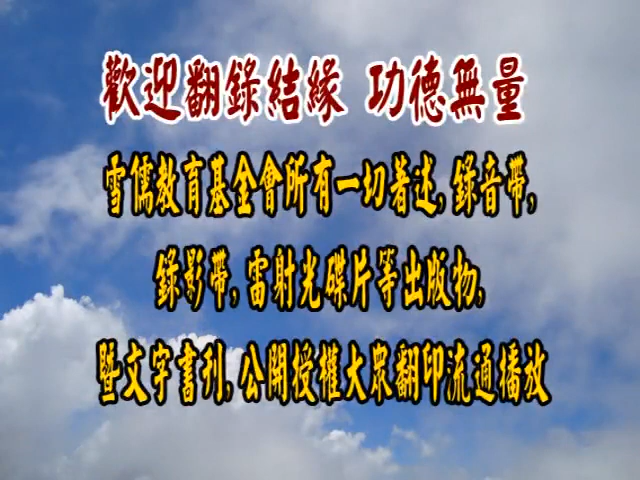 歡迎翻錄結緣 功德無量
雪儒教育基金會所有一切著述,錄音帶,
錄影帶,雷射光碟片等出版物,
暨文字書刊,公開授權大眾翻印流通播放